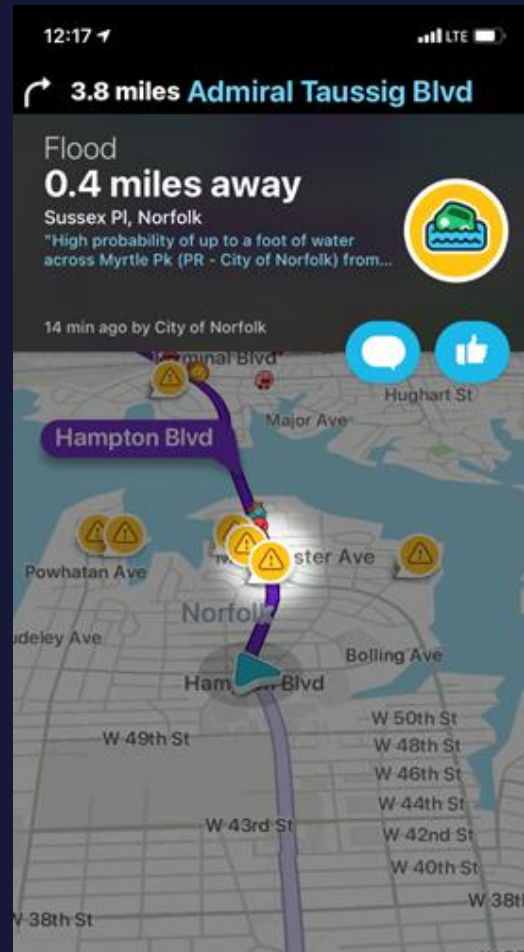 12:17
LTE
3.8 miles Admiral Taussig Blvd
Flood
0.4 miles away
Sussex Pl, Norfolk
"High probability of up to a foot of water
across Myrtle Pk (PR - City of Norfolk) from...
14 min ago by City of Norfolk
Hughart St
Major Ave
Hampton Blvd
Powhatan Ave
Norfolk
Bolling Ave
W 50th St
W 49th St
W 48th St
W 46th St
W 44th St
W 43rd St
W 42nd St
W 40th St
W 38th St